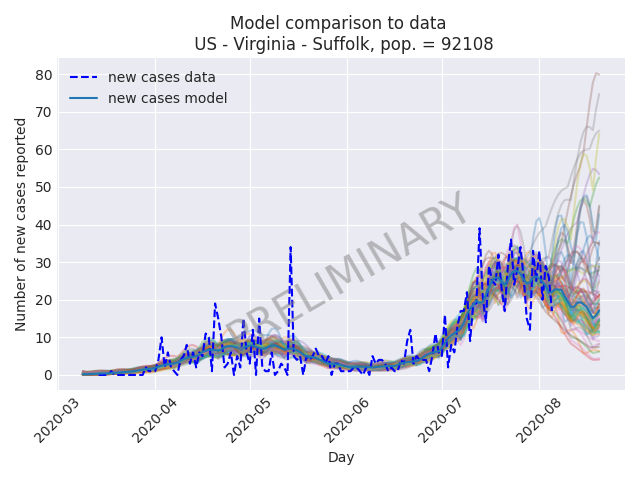 Model comparison to data
US - Virginia - Suffolk, pop. = 92108
new cases data
new cases model
PRELIMINARY
Number of new cases reported
80
70
60
50
40
30
20
10
0
2020-03
2020-04
2020-05
2020-06
2020-07
2020-08
Day